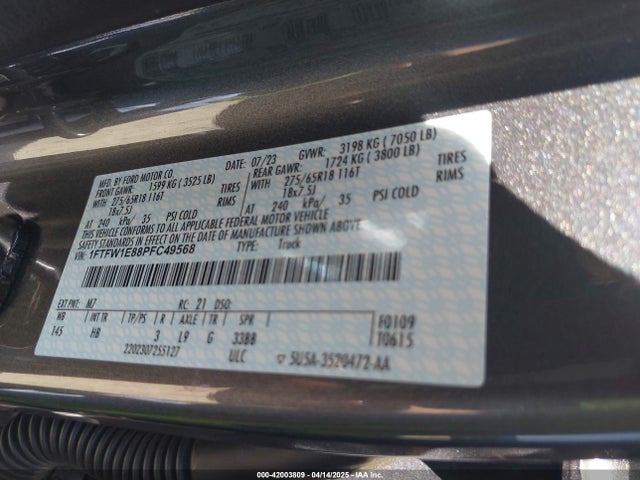 MFD. BY FORD MOTOR CO.
DATE: 07/23 GVWR: 3198 KG ( 7050 LB)
FRONT GAWR: 1599 KG ( 3525 LB) REAR GAWR: 1724 KG ( 3800 LB)
WITH 275/65R18 116T TIRES WITH 275/65R18 116T TIRES
18x7.5J RIMS 18x7.5J RIMS
AT 240 kPa/ 35 PSI COLD AT 240 kPa/ 35 PSI COLD
THIS VEHICLE CONFORMS TO ALL APPLICABLE FEDERAL MOTOR VEHICLE
SAFETY STANDARDS IN EFFECT ON THE DATE OF MANUFACTURE SHOWN ABOVE.
VIN: 1FTFW1E88PFC49568 TYPE: Truck
EXT PNT: M7 RC: 21 DSO: F0109
WB INT TR TP/PS R AXLE TR SPR T0615
145 HB 3 L9 G 33BB
2202307255127 ULC 5USA-3520472-AA
000-42003809 - 04/14/2025 - IAA Inc.